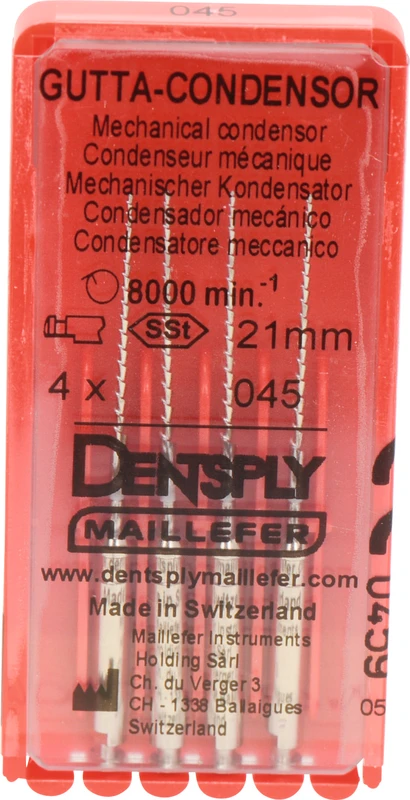 045
GUTTA-CONDENSOR
Mechanical condensor
Condenseur mécanique
Mechanischer Kondensator
Condensador mecánico
Condensatore meccanico
8000 min.-1
SSt 21mm
4 x 045
DENTSPLY
MAILLEFER
www.dentsplymaillefer.com
Made in Switzerland
Maillefer Instruments
Holding Sàrl
Ch. du Verger 3
CH - 1338 Ballaigues
Switzerland
0459
05